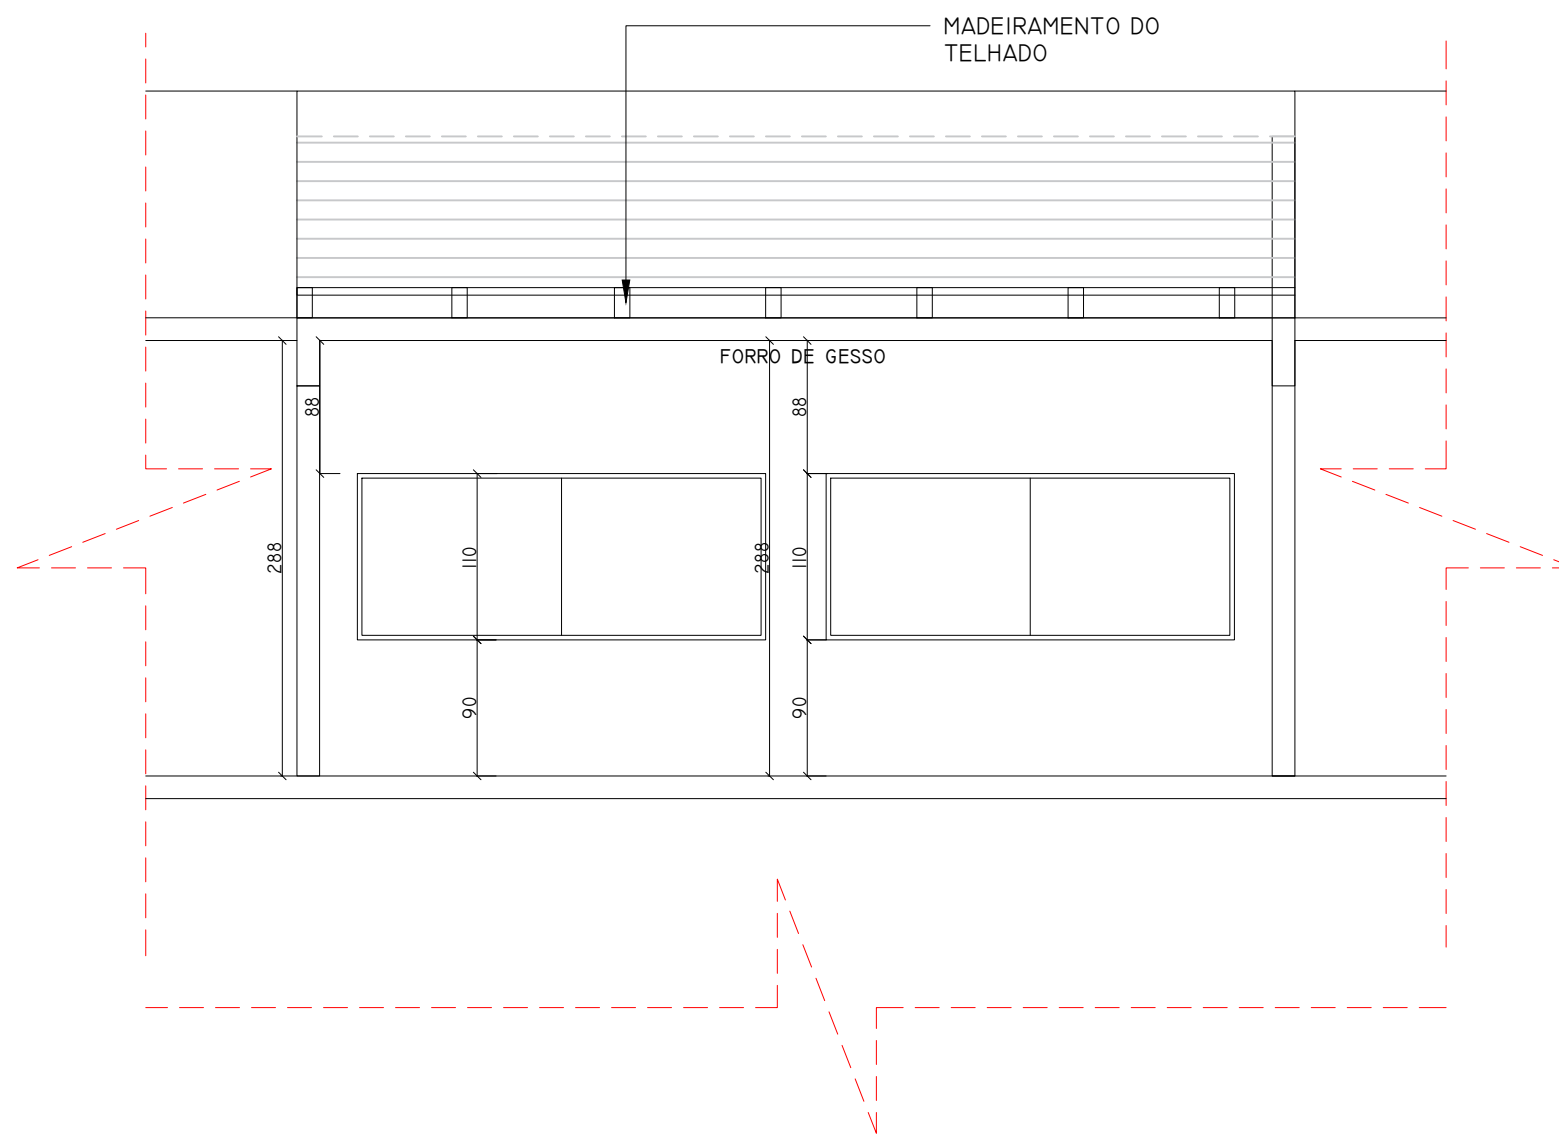 MADEIRAMENTO DO
TELHADO
FORRO DE GESSO
88
88
288
110
288
110
90
90